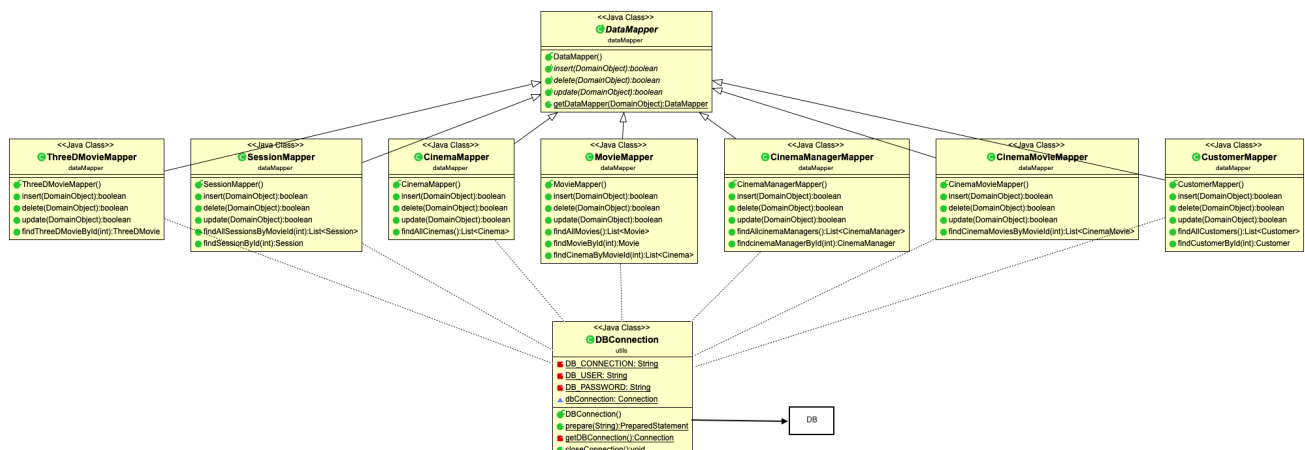 <<Java Class>>
DataMapper
dataMapper
DataMapper()
insert(DomainObject):boolean
delete(DomainObject):boolean
update(DomainObject):boolean
getDataMapper(DomainObject):DataMapper
<<Java Class>>
ThreeDMovieMapper
dataMapper
ThreeDMovieMapper()
insert(DomainObject):boolean
delete(DomainObject):boolean
update(DomainObject):boolean
findThreeDMovieById(int):ThreeDMovie
<<Java Class>>
SessionMapper
dataMapper
SessionMapper()
insert(DomainObject):boolean
delete(DomainObject):boolean
update(DomainObject):boolean
findAllSessionsByMovieId(int):List<Session>
findSessionById(int):Session
<<Java Class>>
CinemaMapper
dataMapper
CinemaMapper()
insert(DomainObject):boolean
delete(DomainObject):boolean
update(DomainObject):boolean
findAllCinemas():List<Cinema>
<<Java Class>>
MovieMapper
dataMapper
MovieMapper()
insert(DomainObject):boolean
delete(DomainObject):boolean
update(DomainObject):boolean
findAllMovies():List<Movie>
findMovieById(int):Movie
findCinemaByMovieId(int):List<Cinema>
<<Java Class>>
CinemaManagerMapper
dataMapper
CinemaManagerMapper()
insert(DomainObject):boolean
delete(DomainObject):boolean
update(DomainObject):boolean
findAllcinemaManagers():List<CinemaManager>
findcinemaManagerById(int):CinemaManager
<<Java Class>>
CinemaMovieMapper
dataMapper
CinemaMovieMapper()
insert(DomainObject):boolean
delete(DomainObject):boolean
update(DomainObject):boolean
findCinemaMoviesByMovieId(int):List<CinemaMovie>
<<Java Class>>
CustomerMapper
dataMapper
CustomerMapper()
insert(DomainObject):boolean
delete(DomainObject):boolean
update(DomainObject):boolean
findAllCustomers():List<Customer>
findCustomerById(int):Customer
<<Java Class>>
DBConnection
utils
DB_CONNECTION: String
DB_USER: String
DB_PASSWORD: String
dbConnection: Connection
DBConnection()
prepare(String):PreparedStatement
getDBConnection():Connection
closeConnection():void
DB